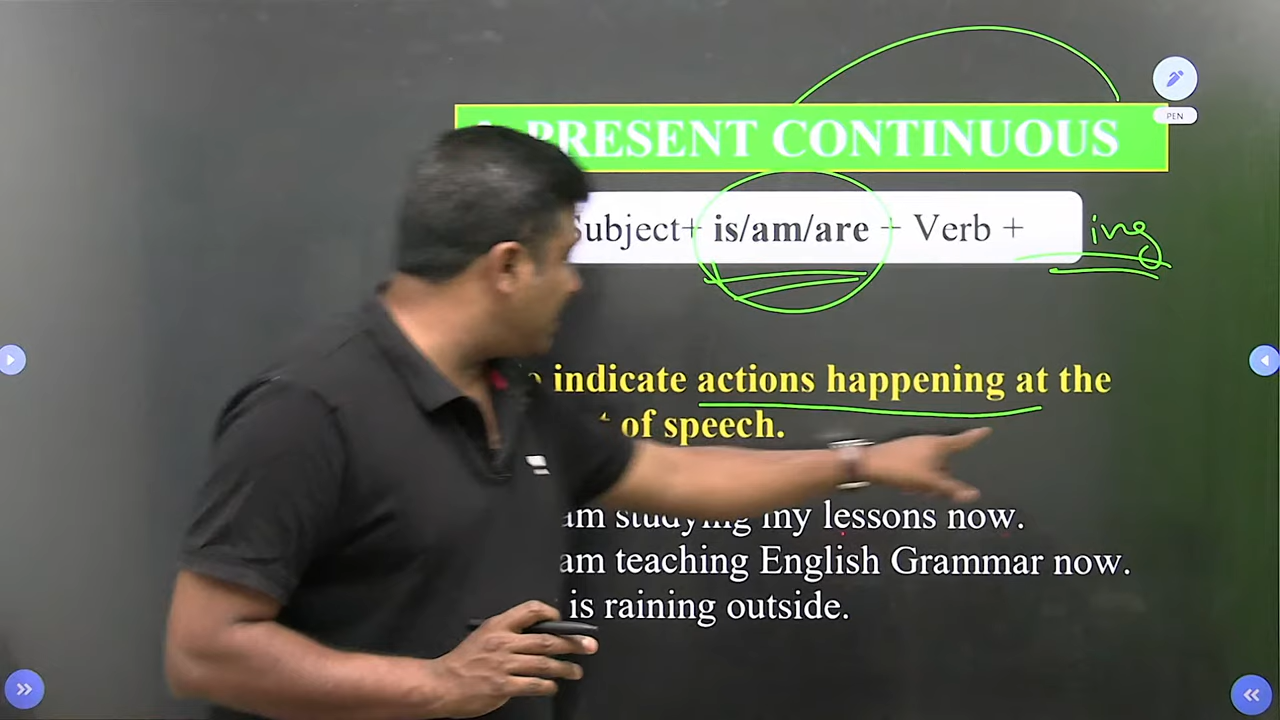 PEN
PRESENT CONTINUOUS
Subject+ is/am/are + Verb + ing
indicate actions happening at the
of speech.
am studying my lessons now.
am teaching English Grammar now.
is raining outside.